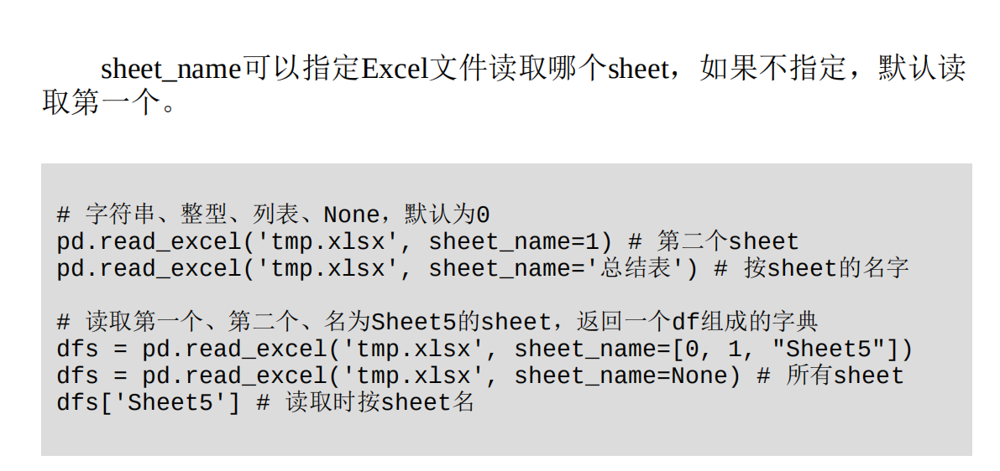 sheet_name可以指定Excel文件读取哪个sheet，如果不指定，默认读
取第一个。
# 字符串、整型、列表、None，默认为0
pd.read_excel('tmp.xlsx', sheet_name=1) # 第二个sheet
pd.read_excel('tmp.xlsx', sheet_name='总结表') # 按sheet的名字
# 读取第一个、第二个、名为Sheet5的sheet，返回一个df组成的字典
dfs = pd.read_excel('tmp.xlsx', sheet_name=[0, 1, "Sheet5"])
dfs = pd.read_excel('tmp.xlsx', sheet_name=None) # 所有sheet
dfs['Sheet5'] # 读取时按sheet名